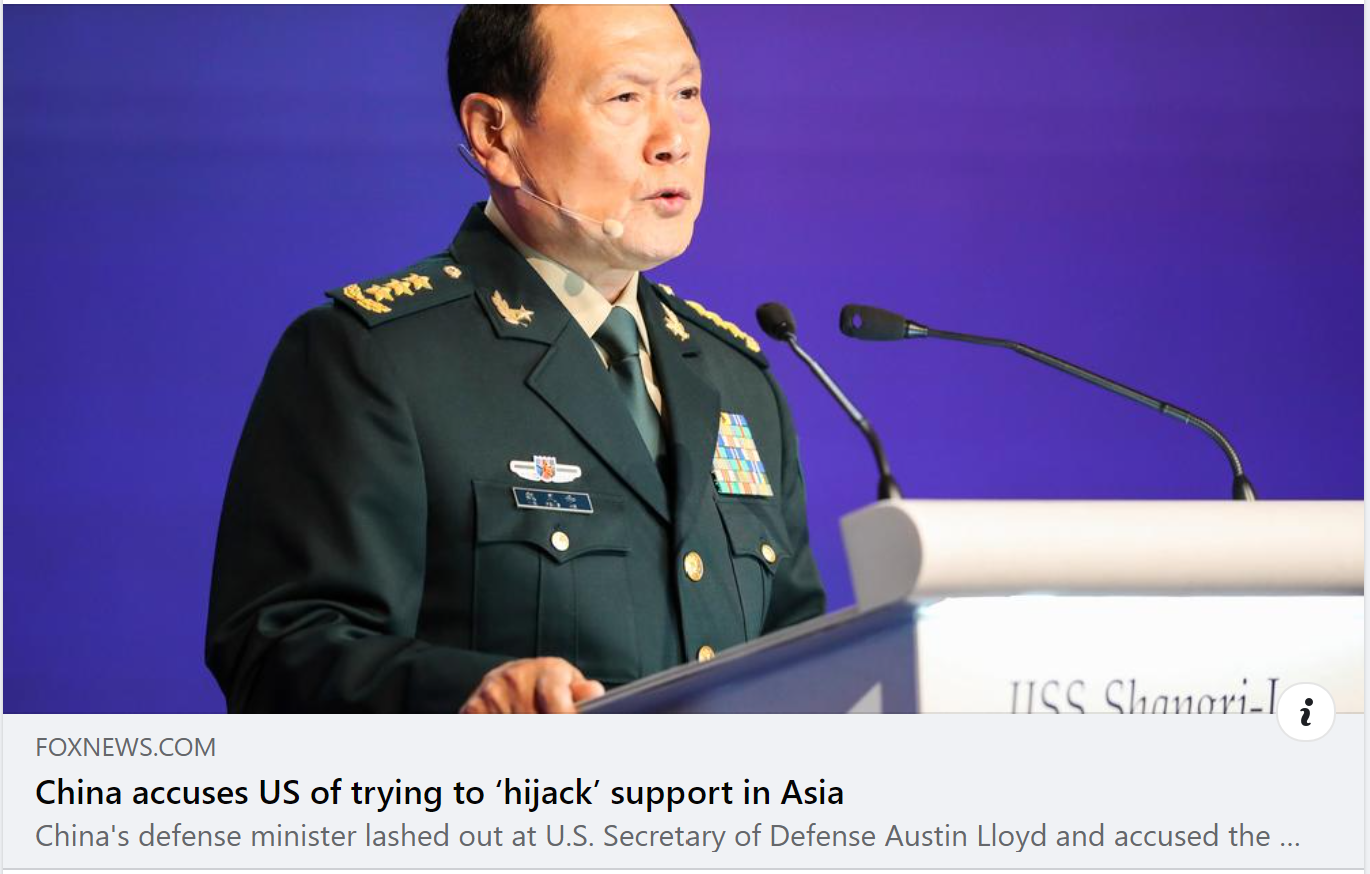 IISS Shangri-L
FOXNEWS.COM
China accuses US of trying to ‘hijack’ support in Asia
China's defense minister lashed out at U.S. Secretary of Defense Austin Lloyd and accused the ...